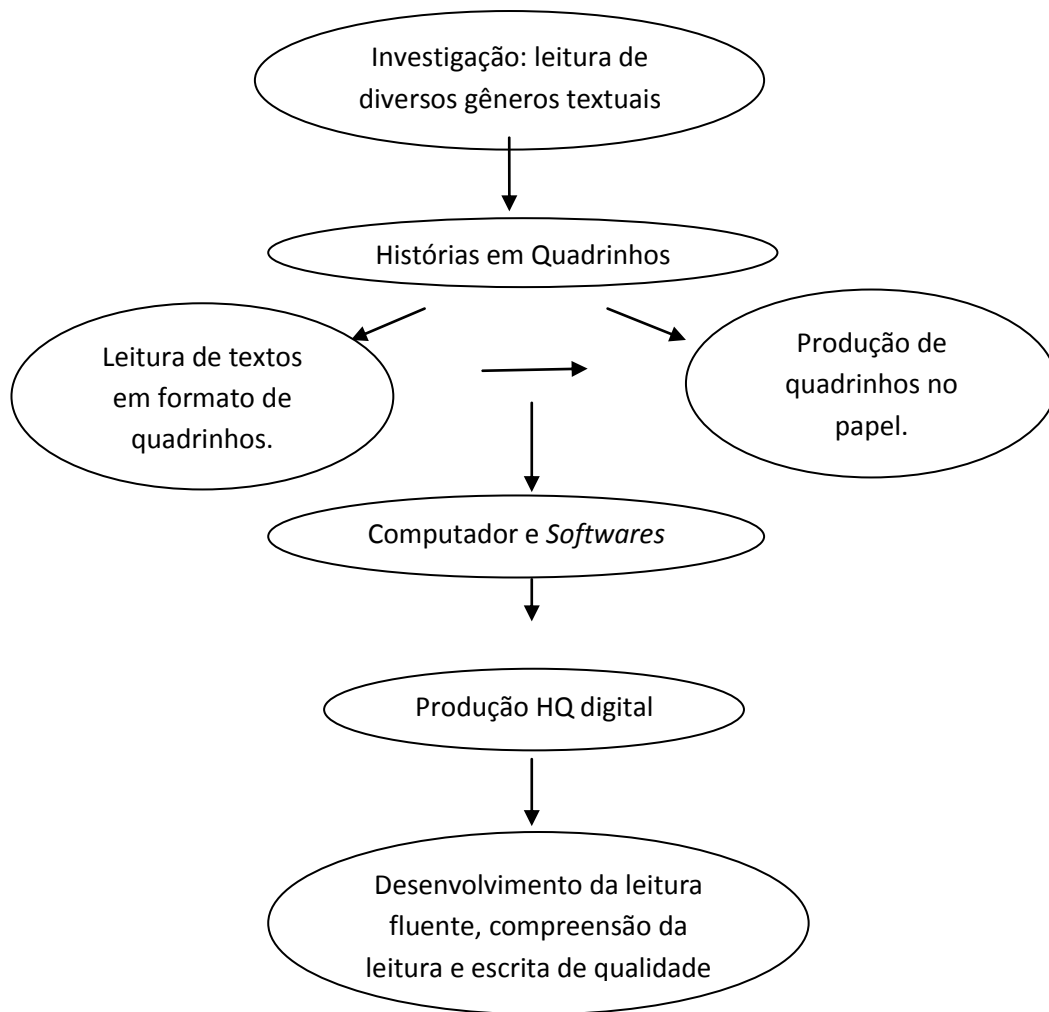 Investigação: leitura de
diversos gêneros textuais
Histórias em Quadrinhos
Leitura de textos
em formato de
quadrinhos.
Produção de
quadrinhos no
papel.
Computador e Softwares
Produção HQ digital
Desenvolvimento da leitura
fluente, compreensão da
leitura e escrita de qualidade